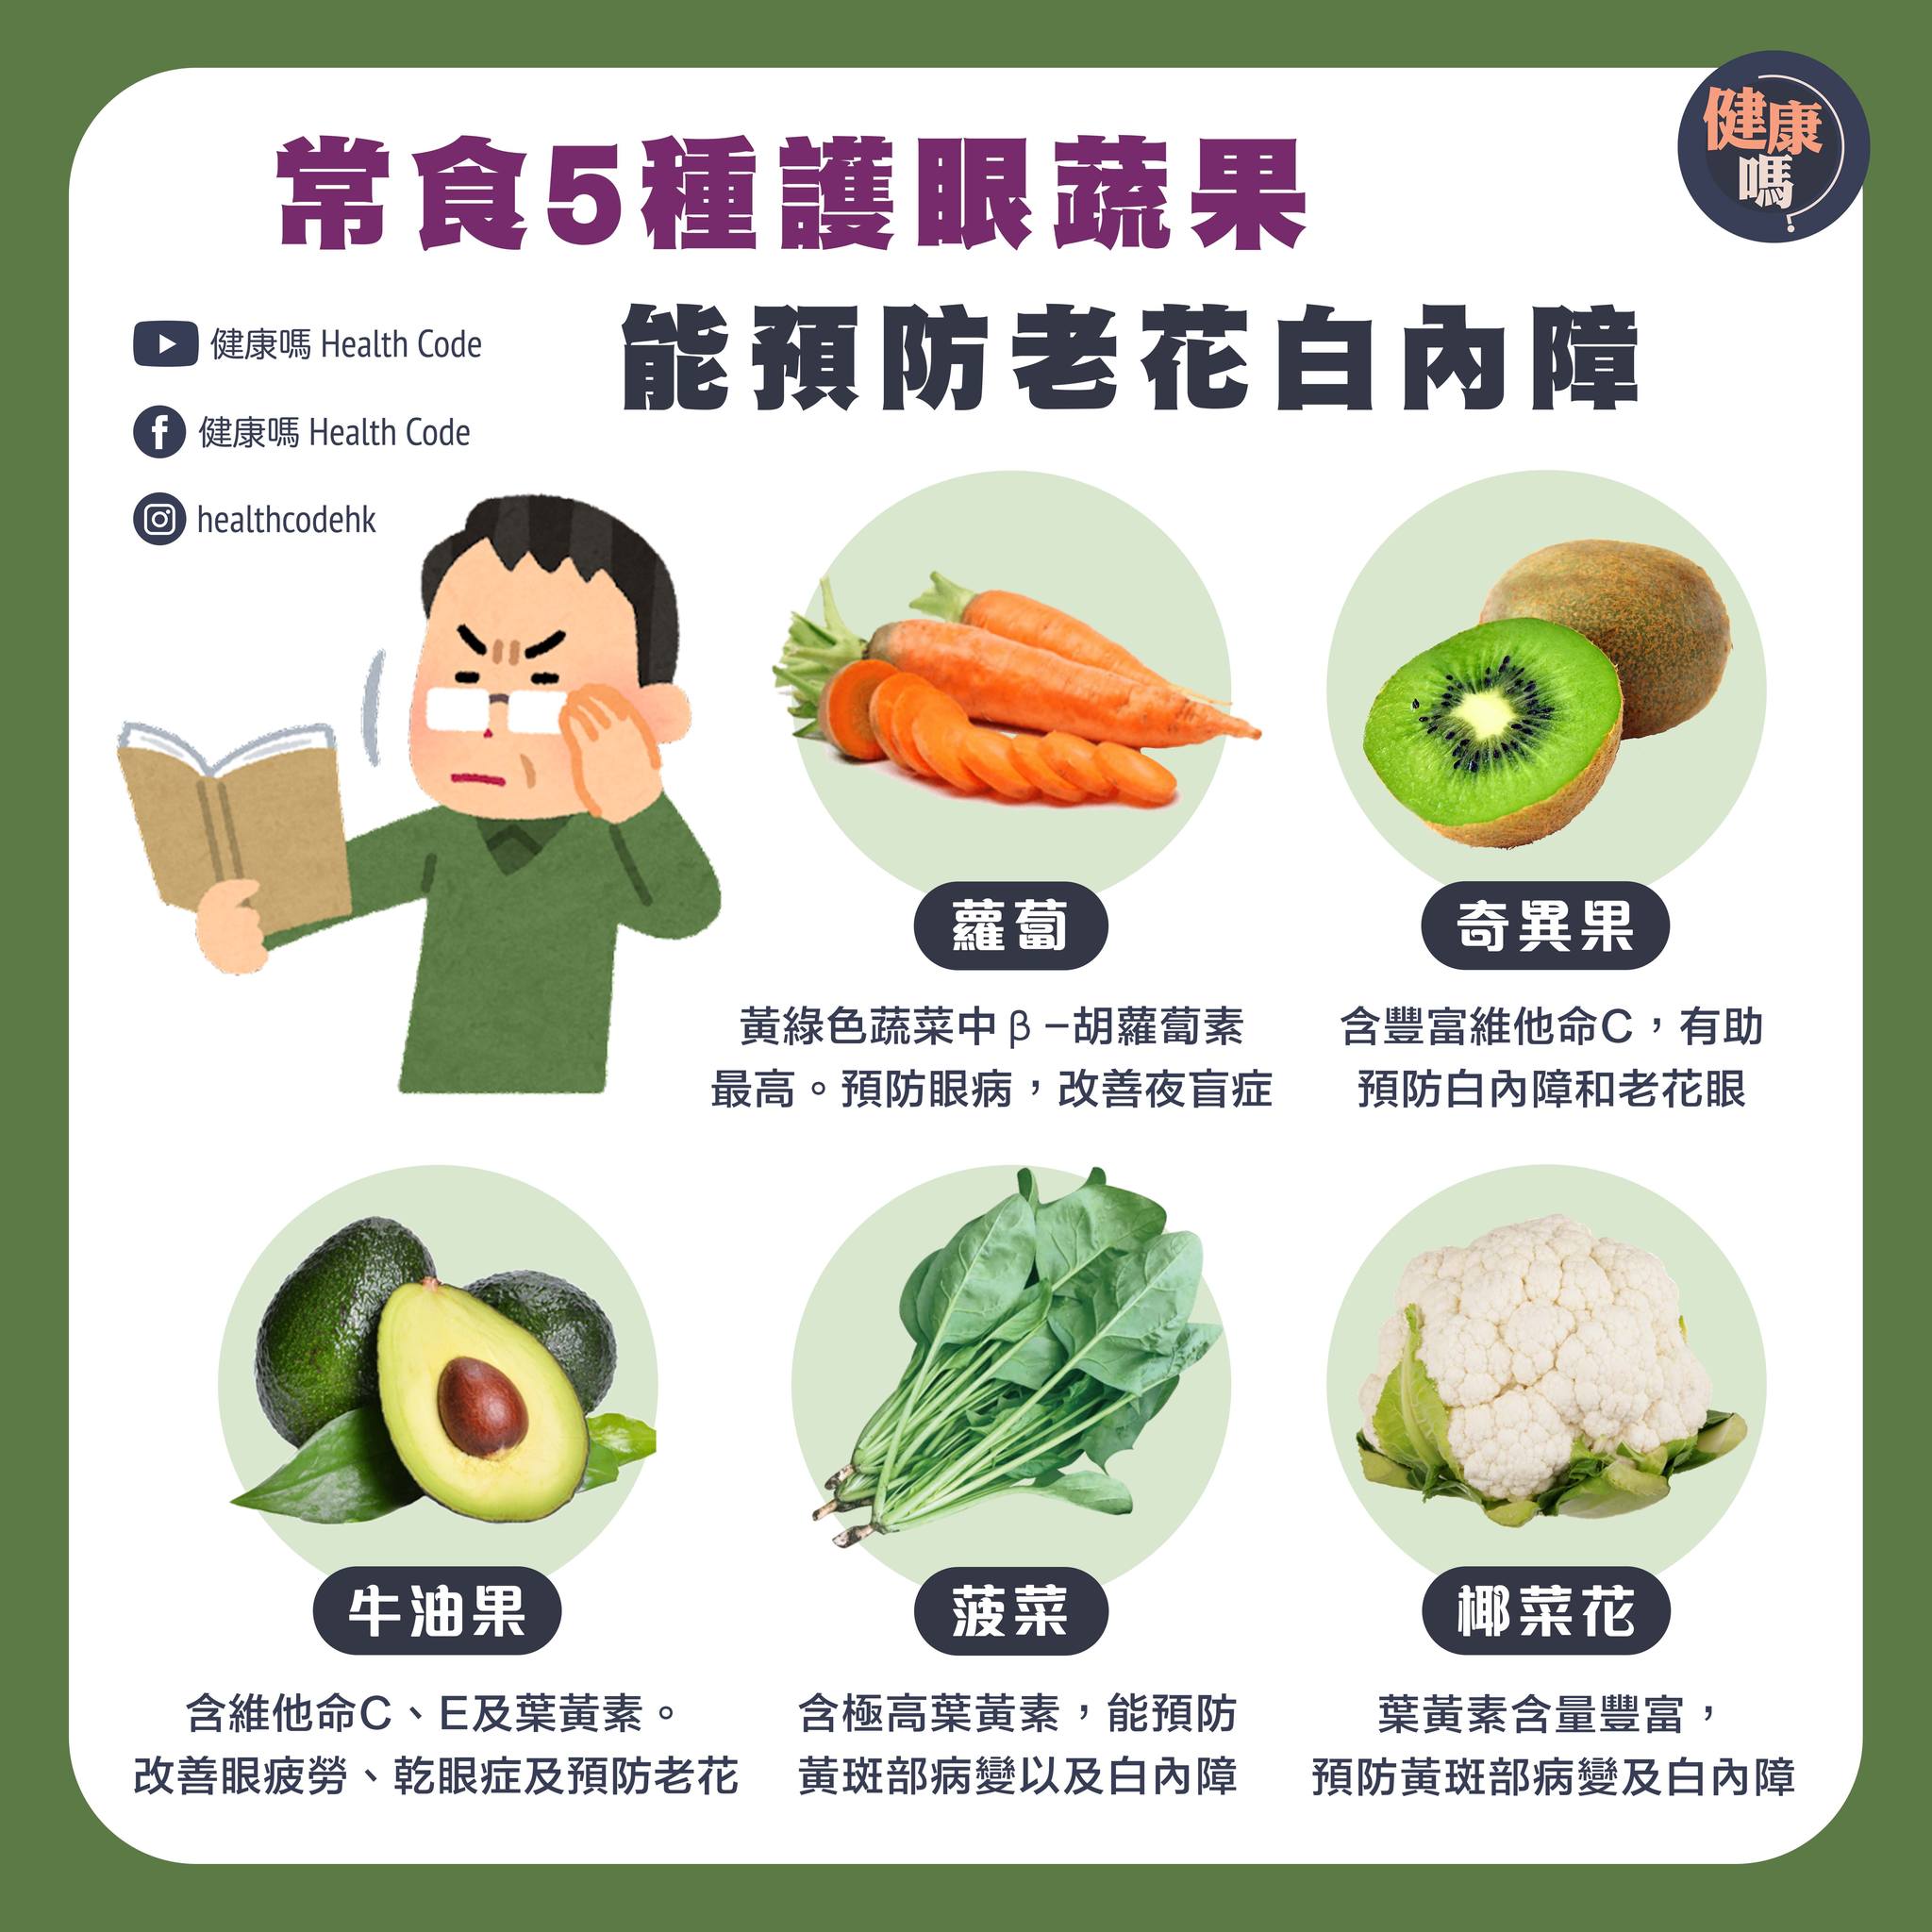 健康
嗎?
常食5種護眼蔬果
能預防老花白內障
健康嗎 Health Code
健康嗎 Health Code
healthcodehk
蘿蔔
黃綠色蔬菜中β–胡蘿蔔素
最高。預防眼病，改善夜盲症
奇異果
含豐富維他命C，有助
預防白內障和老花眼
牛油果
含維他命C、E及葉黃素。
改善眼疲勞、乾眼症及預防老花
菠菜
含極高葉黃素，能預防
黃斑部病變以及白內障
椰菜花
葉黃素含量豐富，
預防黃斑部病變及白內障